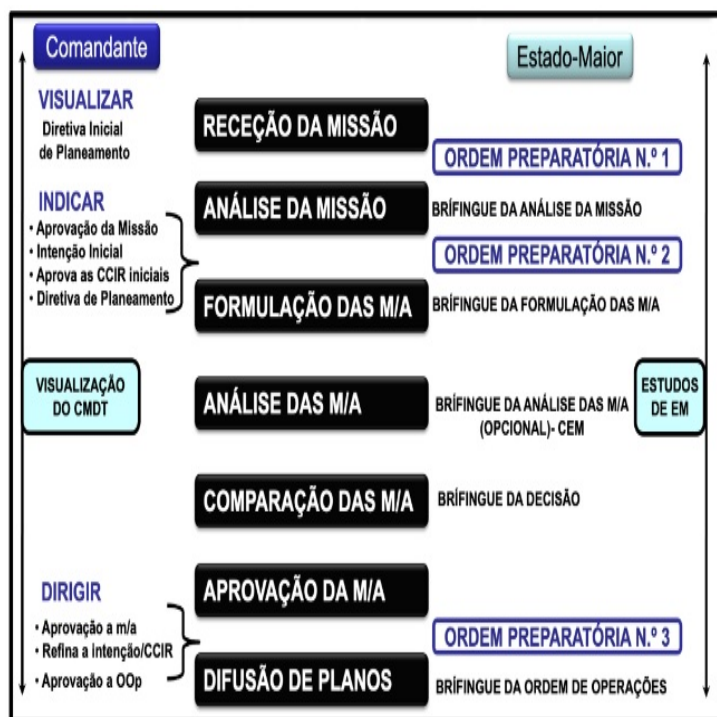 Comandante
Estado-Maior
VISUALIZAR
Diretiva Inicial
de Planeamento
RECEÇÃO DA MISSÃO
ORDEM PREPARATÓRIA N.º 1
INDICAR
• Aprovação da Missão
• Intenção Inicial
• Aprova as CCIR iniciais
• Diretiva de Planeamento
ANÁLISE DA MISSÃO
BRÍFINGUE DA ANÁLISE DA MISSÃO
ORDEM PREPARATÓRIA N.º 2
FORMULAÇÃO DAS M/A
BRÍFINGUE DA FORMULAÇÃO DAS M/A
VISUALIZAÇÃO
DO CMDT
ANÁLISE DAS M/A
BRÍFINGUE DA ANÁLISE DAS M/A
(OPCIONAL)- CEM
ESTUDOS
DE EM
COMPARAÇÃO DAS M/A
BRÍFINGUE DA DECISÃO
DIRIGIR
• Aprovação a m/a
• Refina a intenção/CCIR
• Aprovação a OOp
APROVAÇÃO DA M/A
ORDEM PREPARATÓRIA N.º 3
DIFUSÃO DE PLANOS
BRÍFINGUE DA ORDEM DE OPERAÇÕES